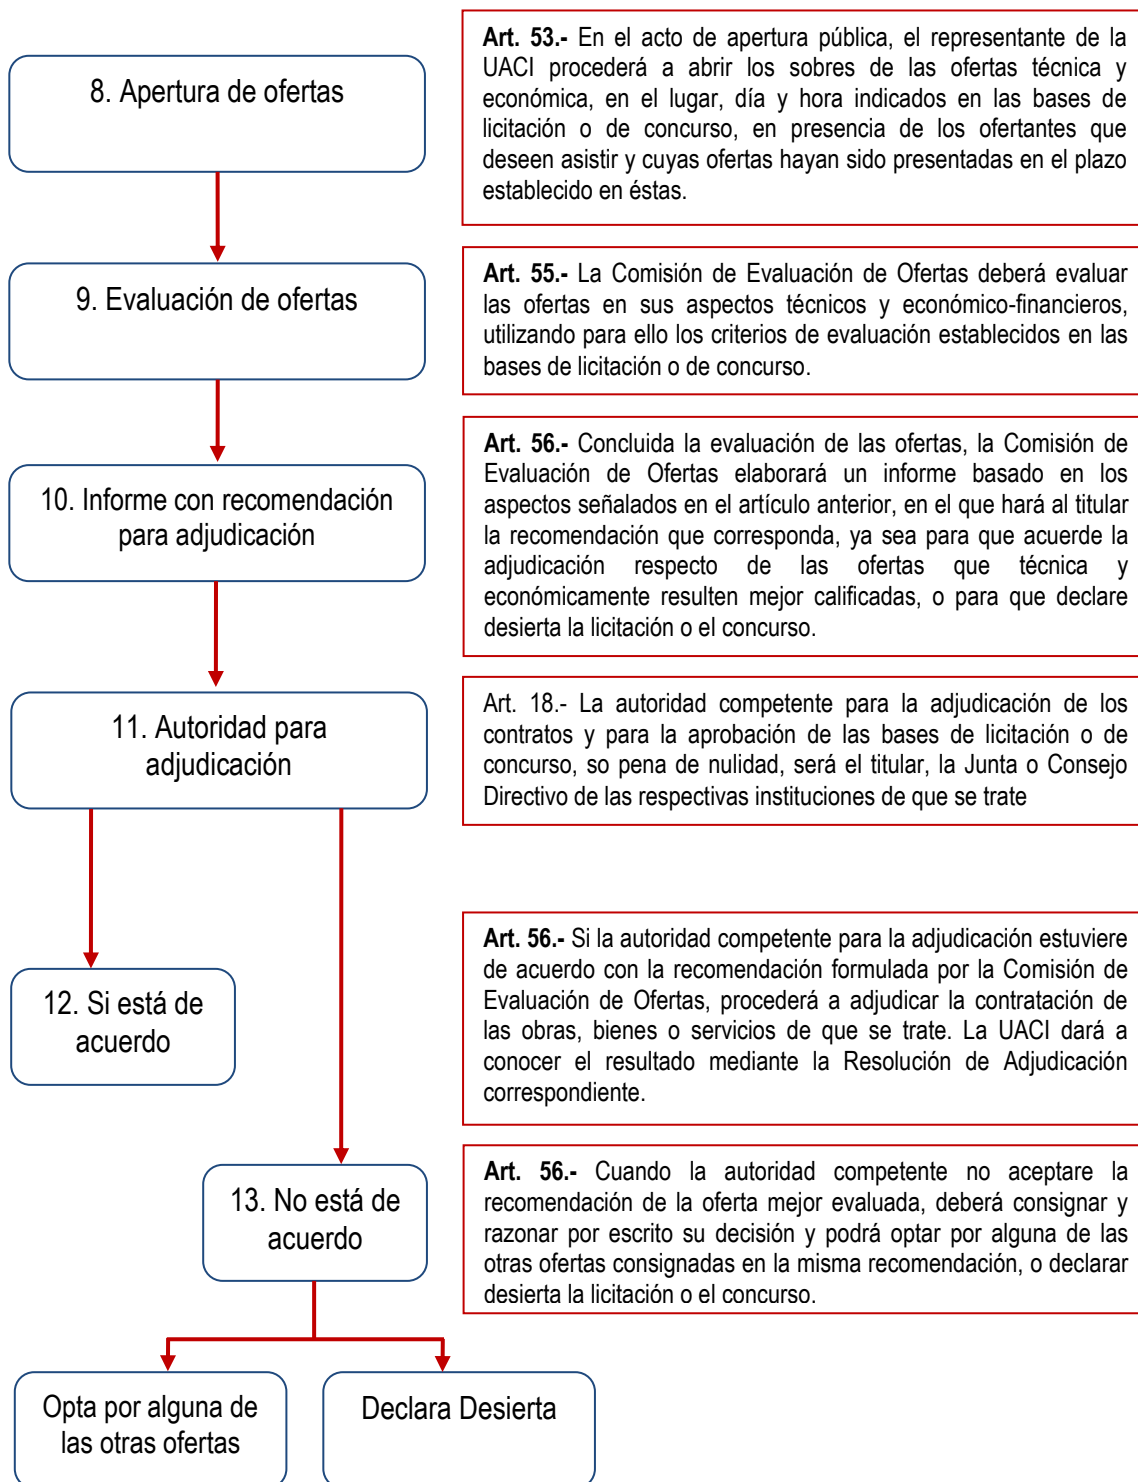 8. Apertura de ofertas
Art. 53.- En el acto de apertura pública, el representante de la
UACI procederá a abrir los sobres de las ofertas técnica y
económica, en el lugar, día y hora indicados en las bases de
licitación o de concurso, en presencia de los ofertantes que
deseen asistir y cuyas ofertas hayan sido presentadas en el plazo
establecido en éstas.
9. Evaluación de ofertas
Art. 55.- La Comisión de Evaluación de Ofertas deberá evaluar
las ofertas en sus aspectos técnicos y económico-financieros,
utilizando para ello los criterios de evaluación establecidos en las
bases de licitación o de concurso.
10. Informe con recomendación
para adjudicación
Art. 56.- Concluida la evaluación de las ofertas, la Comisión de
Evaluación de Ofertas elaborará un informe basado en los
aspectos señalados en el artículo anterior, en el que hará al titular
la recomendación que corresponda, ya sea para que acuerde la
adjudicación respecto de las ofertas que técnica y
económicamente resulten mejor calificadas, o para que declare
desierta la licitación o el concurso.
11. Autoridad para
adjudicación
Art. 18.- La autoridad competente para la adjudicación de los
contratos y para la aprobación de las bases de licitación o de
concurso, so pena de nulidad, será el titular, la Junta o Consejo
Directivo de las respectivas instituciones de que se trate
12. Si está de
acuerdo
Art. 56.- Si la autoridad competente para la adjudicación estuviere
de acuerdo con la recomendación formulada por la Comisión de
Evaluación de Ofertas, procederá a adjudicar la contratación de
las obras, bienes o servicios de que se trate. La UACI dará a
conocer el resultado mediante la Resolución de Adjudicación
correspondiente.
13. No está de
acuerdo
Art. 56.- Cuando la autoridad competente no aceptare la
recomendación de la oferta mejor evaluada, deberá consignar y
razonar por escrito su decisión y podrá optar por alguna de las
otras ofertas consignadas en la misma recomendación, o declarar
desierta la licitación o el concurso.
Opta por alguna de
las otras ofertas
Declara Desierta